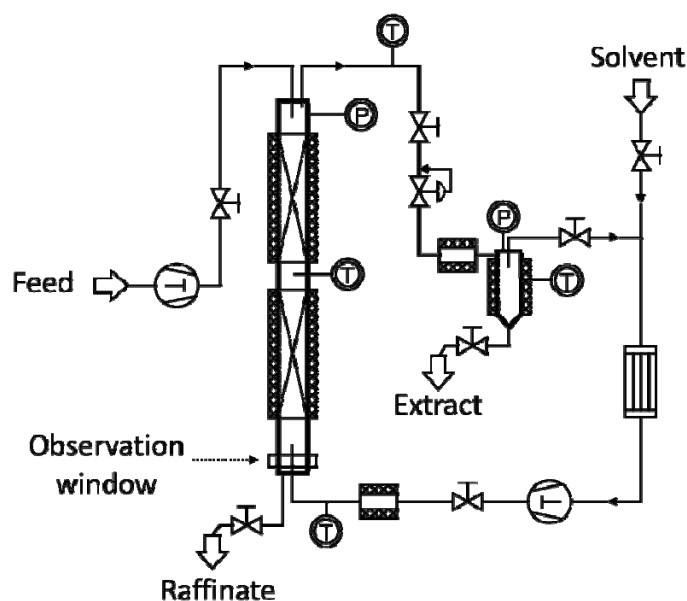 T
Solvent
P
P
Feed
T
T
Extract
Observation
window
T
Raffinate